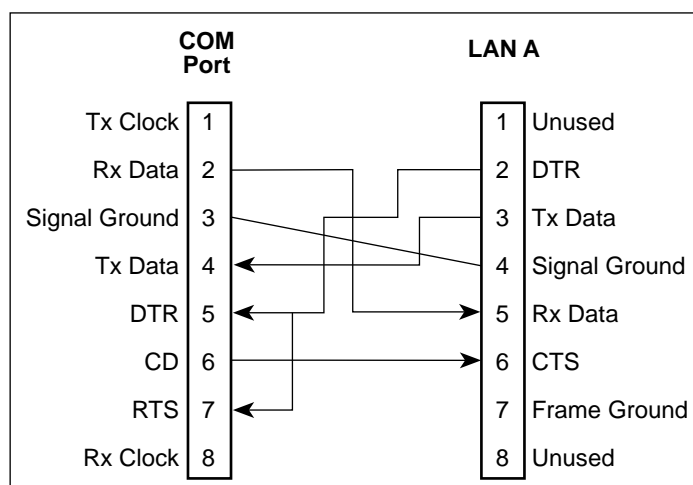 COM
Port
LAN A
Tx Clock 1
1 Unused
Rx Data 2
2 DTR
Signal Ground 3
3 Tx Data
Tx Data 4
4 Signal Ground
DTR 5
5 Rx Data
CD 6
6 CTS
RTS 7
7 Frame Ground
Rx Clock 8
8 Unused